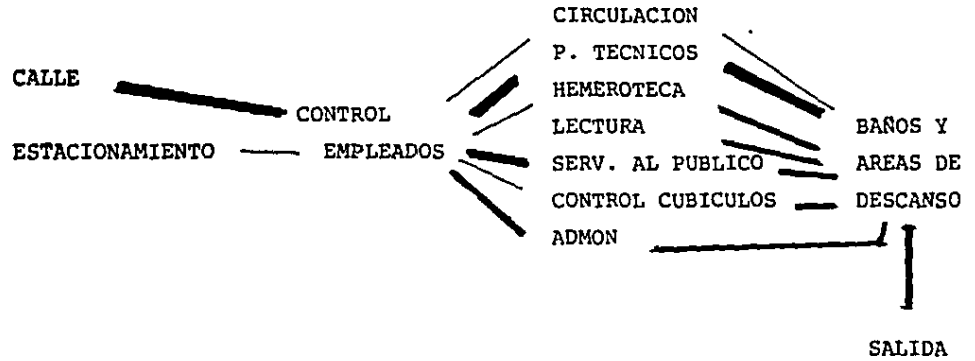 CIRCULACION
P. TECNICOS
CALLE
HEMEROTECA
CONTROL
LECTURA
BAÑOS Y
ESTACIONAMIENTO
EMPLEADOS
SERV. AL PUBLICO
AREAS DE
CONTROL CUBICULOS
DESCANSO
ADMON
SALIDA